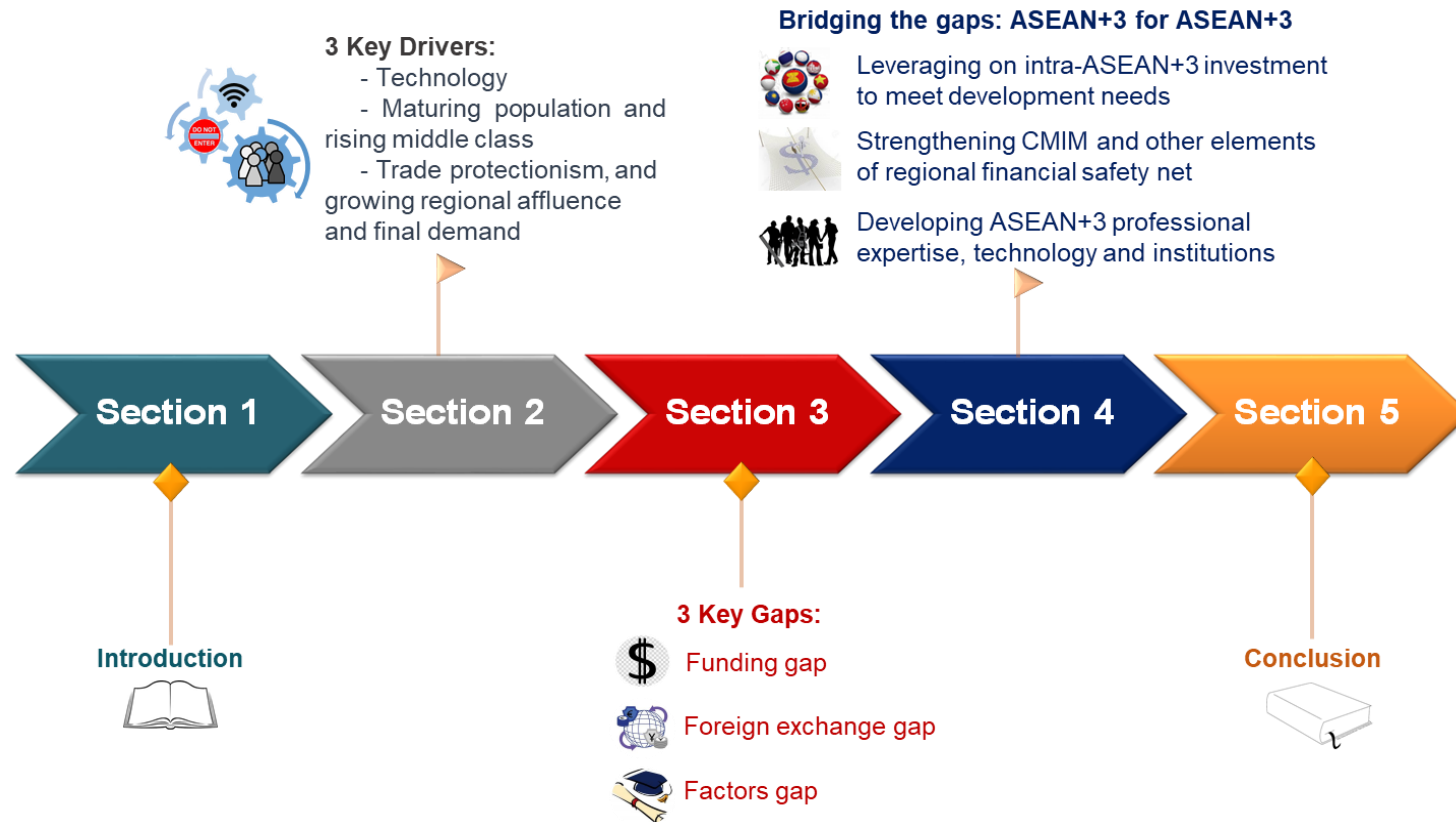 3 Key Drivers:
- Technology
- Maturing population and
rising middle class
- Trade protectionism, and
growing regional affluence
and final demand
DO NOT
ENTER
Bridging the gaps: ASEAN+3 for ASEAN+3
Leveraging on intra-ASEAN+3 investment
to meet development needs
Strengthening CMIM and other elements
of regional financial safety net
$
Developing ASEAN+3 professional
expertise, technology and institutions
Section 1
Section 2
Section 3
Section 4
Section 5
Introduction
3 Key Gaps:
$
Funding gap
Foreign exchange gap
Factors gap
Conclusion